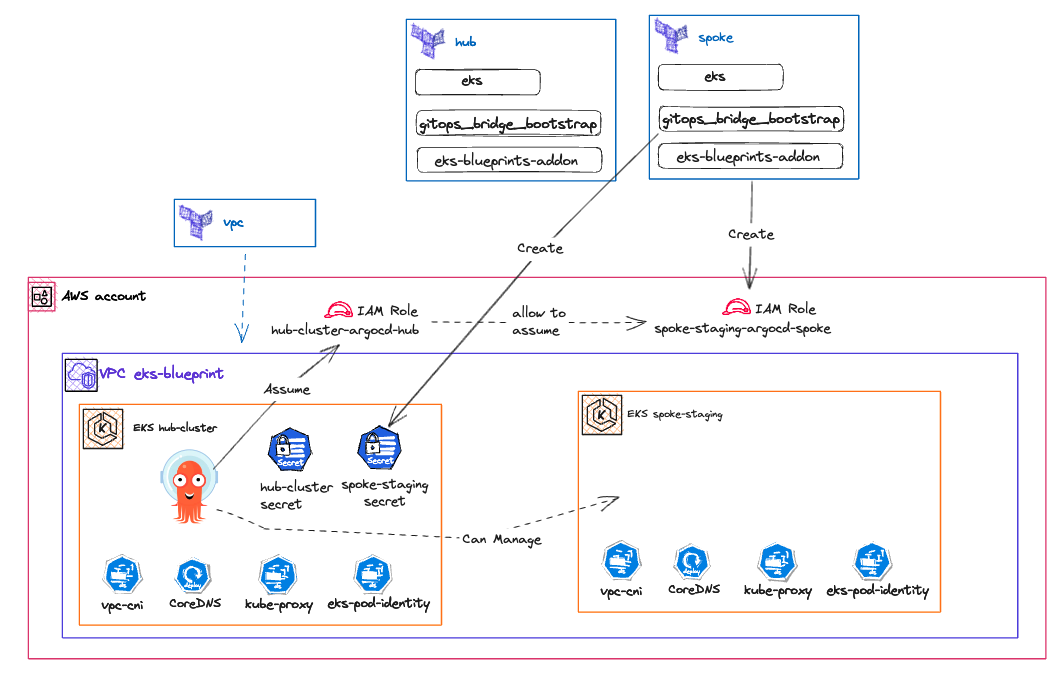 hub
eks
gitops_bridge_bootstrap
eks-blueprints-addon
spoke
eks
gitops_bridge_bootstrap
eks-blueprints-addon
vpc
Create
Create
AWS account
IAM Role
hub-cluster-argocd-hub
allow to
assume
IAM Role
spoke-staging-argocd-spoke
VPC eks-blueprint
Assume
EKS hub-cluster
Secret
hub-cluster
secret
Secret
spoke-staging
secret
EKS spoke-staging
Can Manage
vpc-cni
CoreDNS
kube-proxy
eks-pod-identity
vpc-cni
CoreDNS
kube-proxy
eks-pod-identity